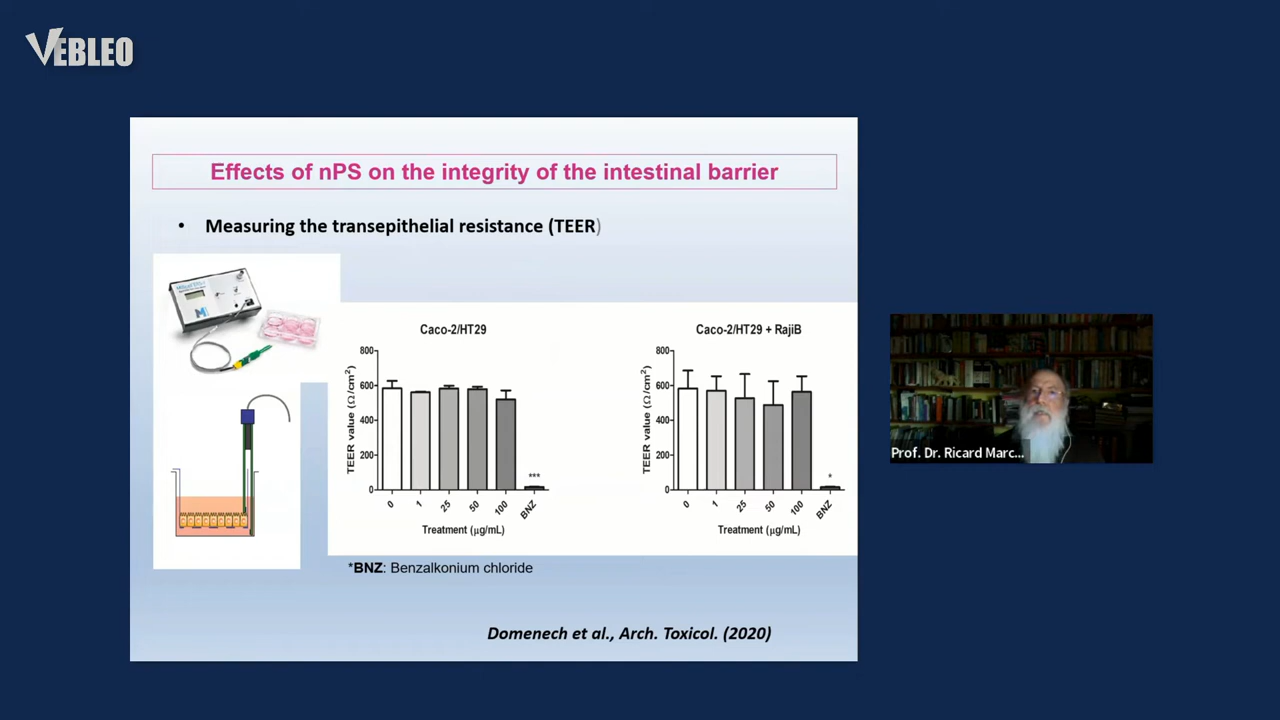 VEBLEO
Effects of nPS on the integrity of the intestinal barrier
• Measuring the transepithelial resistance (TEER)
Caco-2/HT29
800
600
400
200
0
TEER value (Ω/cm²)
***
0
1
25
50
100
BNZ
Treatment (µg/mL)
Caco-2/HT29 + RajiB
800
600
400
200
0
TEER value (Ω/cm²)
*
0
1
25
50
100
BNZ
Treatment (µg/mL)
*BNZ: Benzalkonium chloride
Domenech et al., Arch. Toxicol. (2020)
Prof. Dr. Ricard Marc...